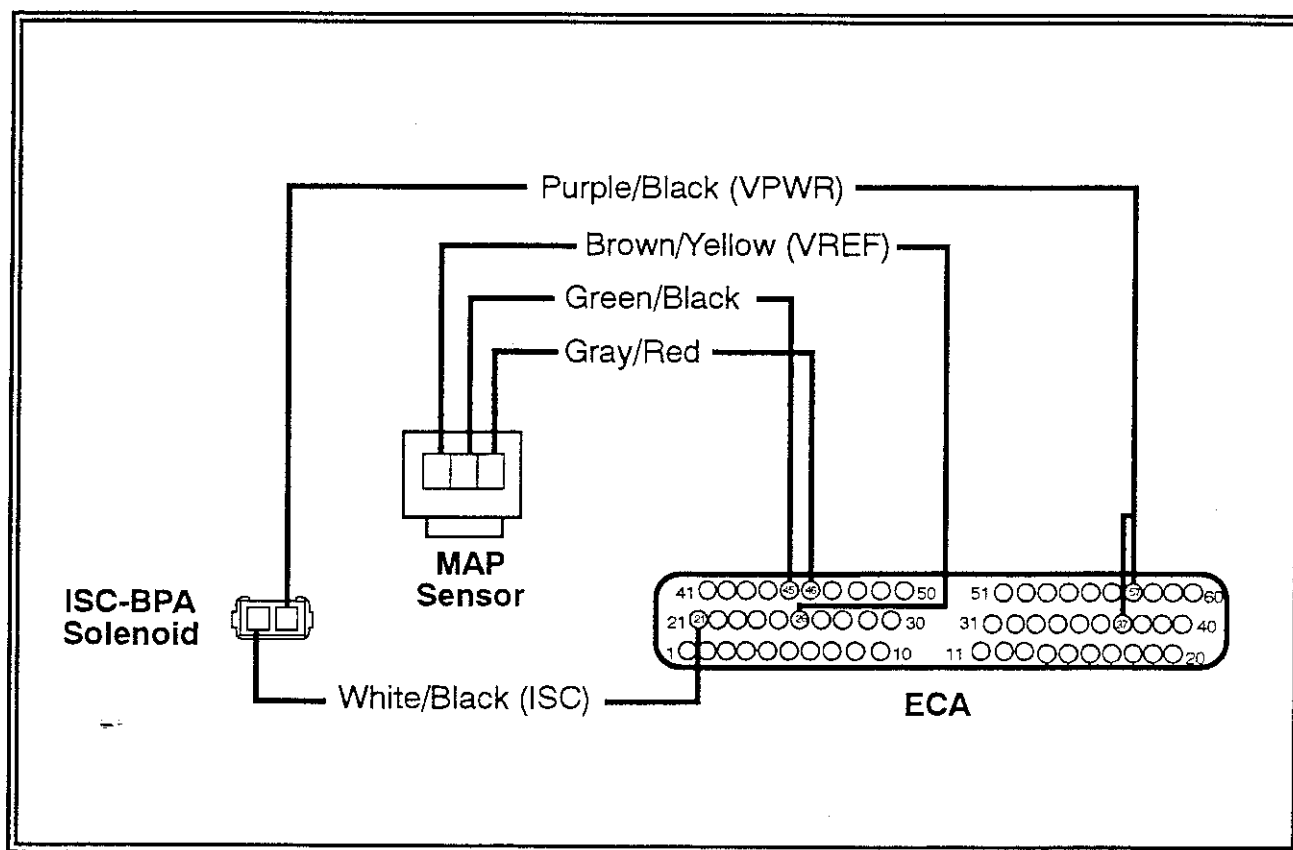 Purple/Black (VPWR)
Brown/Yellow (VREF)
Green/Black
Gray/Red
MAP
Sensor
ISC-BPA
Solenoid
41 45 46 50 51 57 60
21 21 26 30 31 37 40
1 10 11 20
White/Black (ISC)
ECA